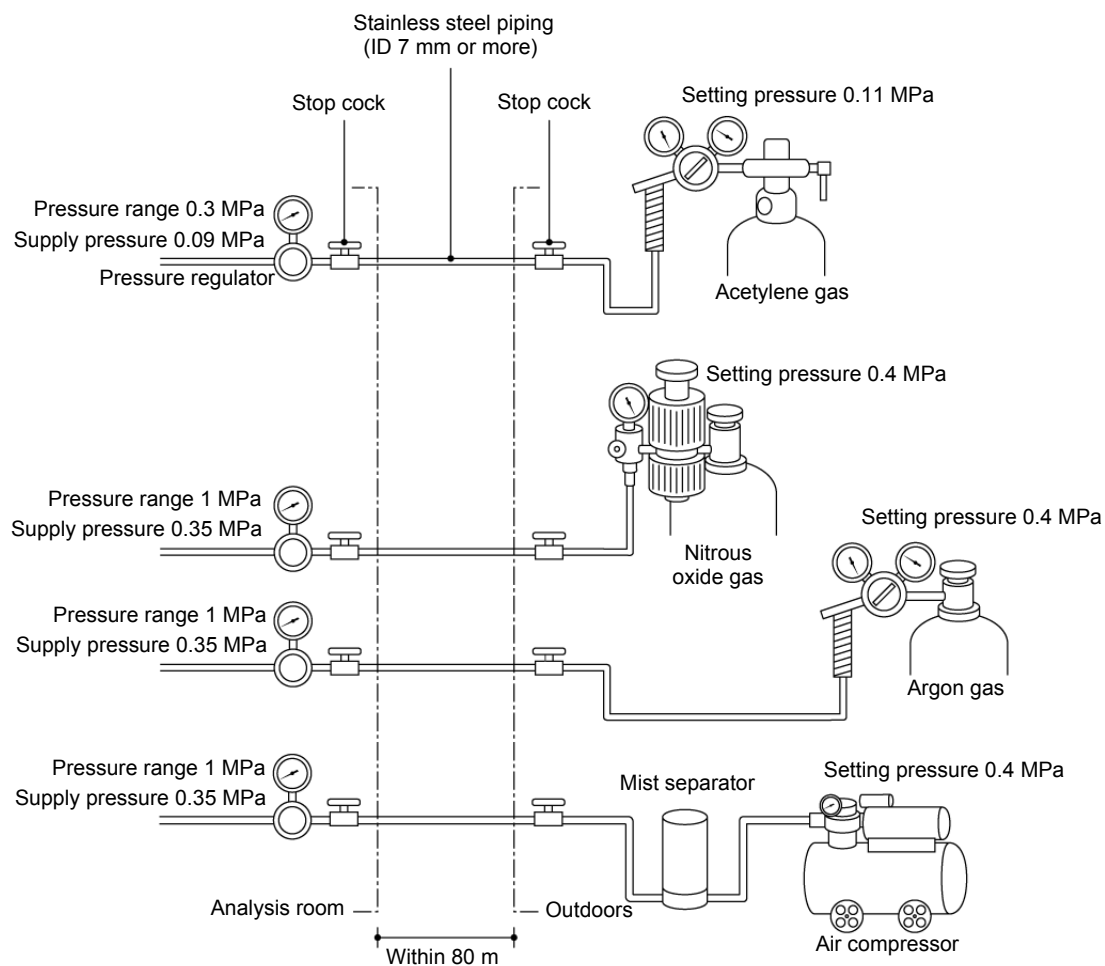 Stainless steel piping
(ID 7 mm or more)
Stop cock
Stop cock
Setting pressure 0.11 MPa
Pressure range 0.3 MPa
Supply pressure 0.09 MPa
Pressure regulator
Acetylene gas
Setting pressure 0.4 MPa
Pressure range 1 MPa
Supply pressure 0.35 MPa
Nitrous
oxide gas
Setting pressure 0.4 MPa
Pressure range 1 MPa
Supply pressure 0.35 MPa
Argon gas
Pressure range 1 MPa
Supply pressure 0.35 MPa
Mist separator
Setting pressure 0.4 MPa
Analysis room
Outdoors
Within 80 m
Air compressor